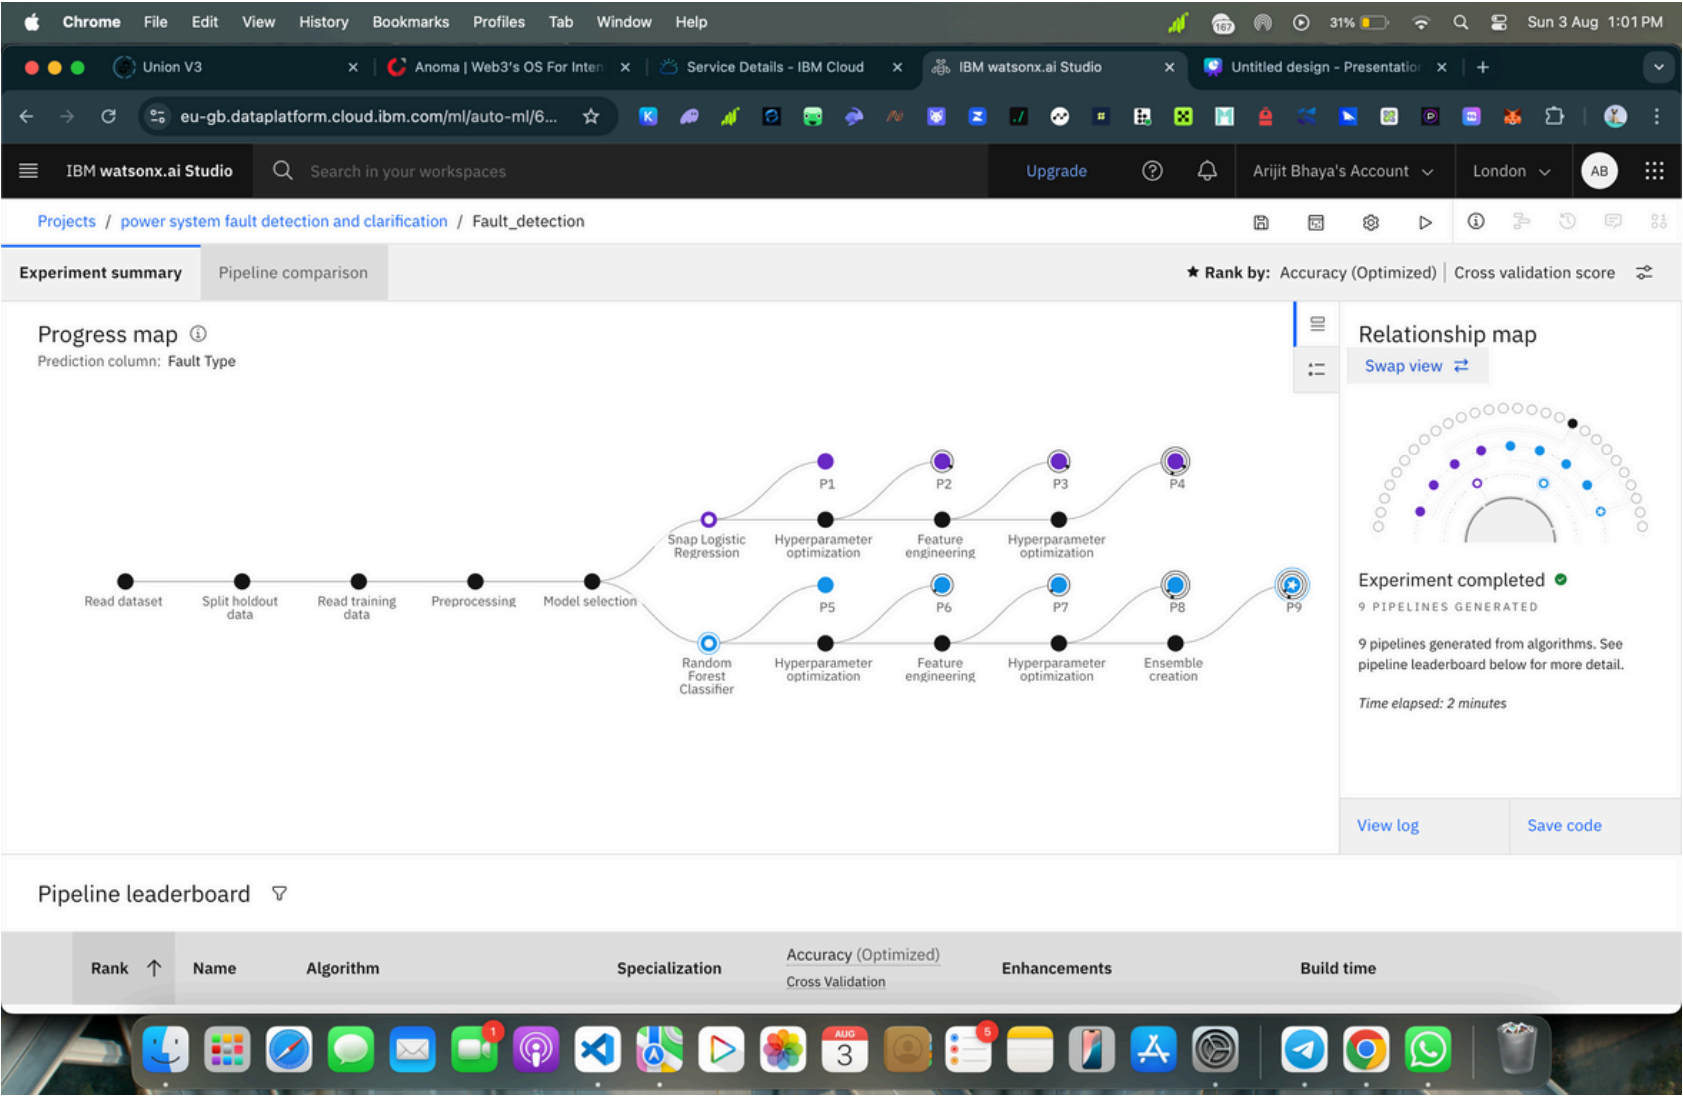 Chrome File Edit View History Bookmarks Profiles Tab Window Help 167 31% Sun 3 Aug 1:01 PM
Union V3 Anoma | Web3's OS For Inten Service Details - IBM Cloud IBM watsonx.ai Studio Untitled design - Presentation
eu-gb.dataplatform.cloud.ibm.com/ml/auto-ml/6...
IBM watsonx.ai Studio Search in your workspaces Upgrade Arijit Bhaya's Account London AB
Projects / power system fault detection and clarification / Fault_detection
Experiment summary Pipeline comparison ★ Rank by: Accuracy (Optimized) | Cross validation score
Progress map
Prediction column: Fault Type
Relationship map
Swap view
P1 P2 P3 P4
Snap Logistic Regression
Hyperparameter optimization
Feature engineering
Hyperparameter optimization
Read dataset
Split holdout data
Read training data
Preprocessing
Model selection
P5 P6 P7 P8 P9
Random Forest Classifier
Hyperparameter optimization
Feature engineering
Hyperparameter optimization
Ensemble creation
Experiment completed
9 PIPELINES GENERATED
9 pipelines generated from algorithms. See
pipeline leaderboard below for more detail.
Time elapsed: 2 minutes
View log Save code
Pipeline leaderboard
Rank Name Algorithm Specialization Accuracy (Optimized) Cross Validation Enhancements Build time
1 AUG 3 5